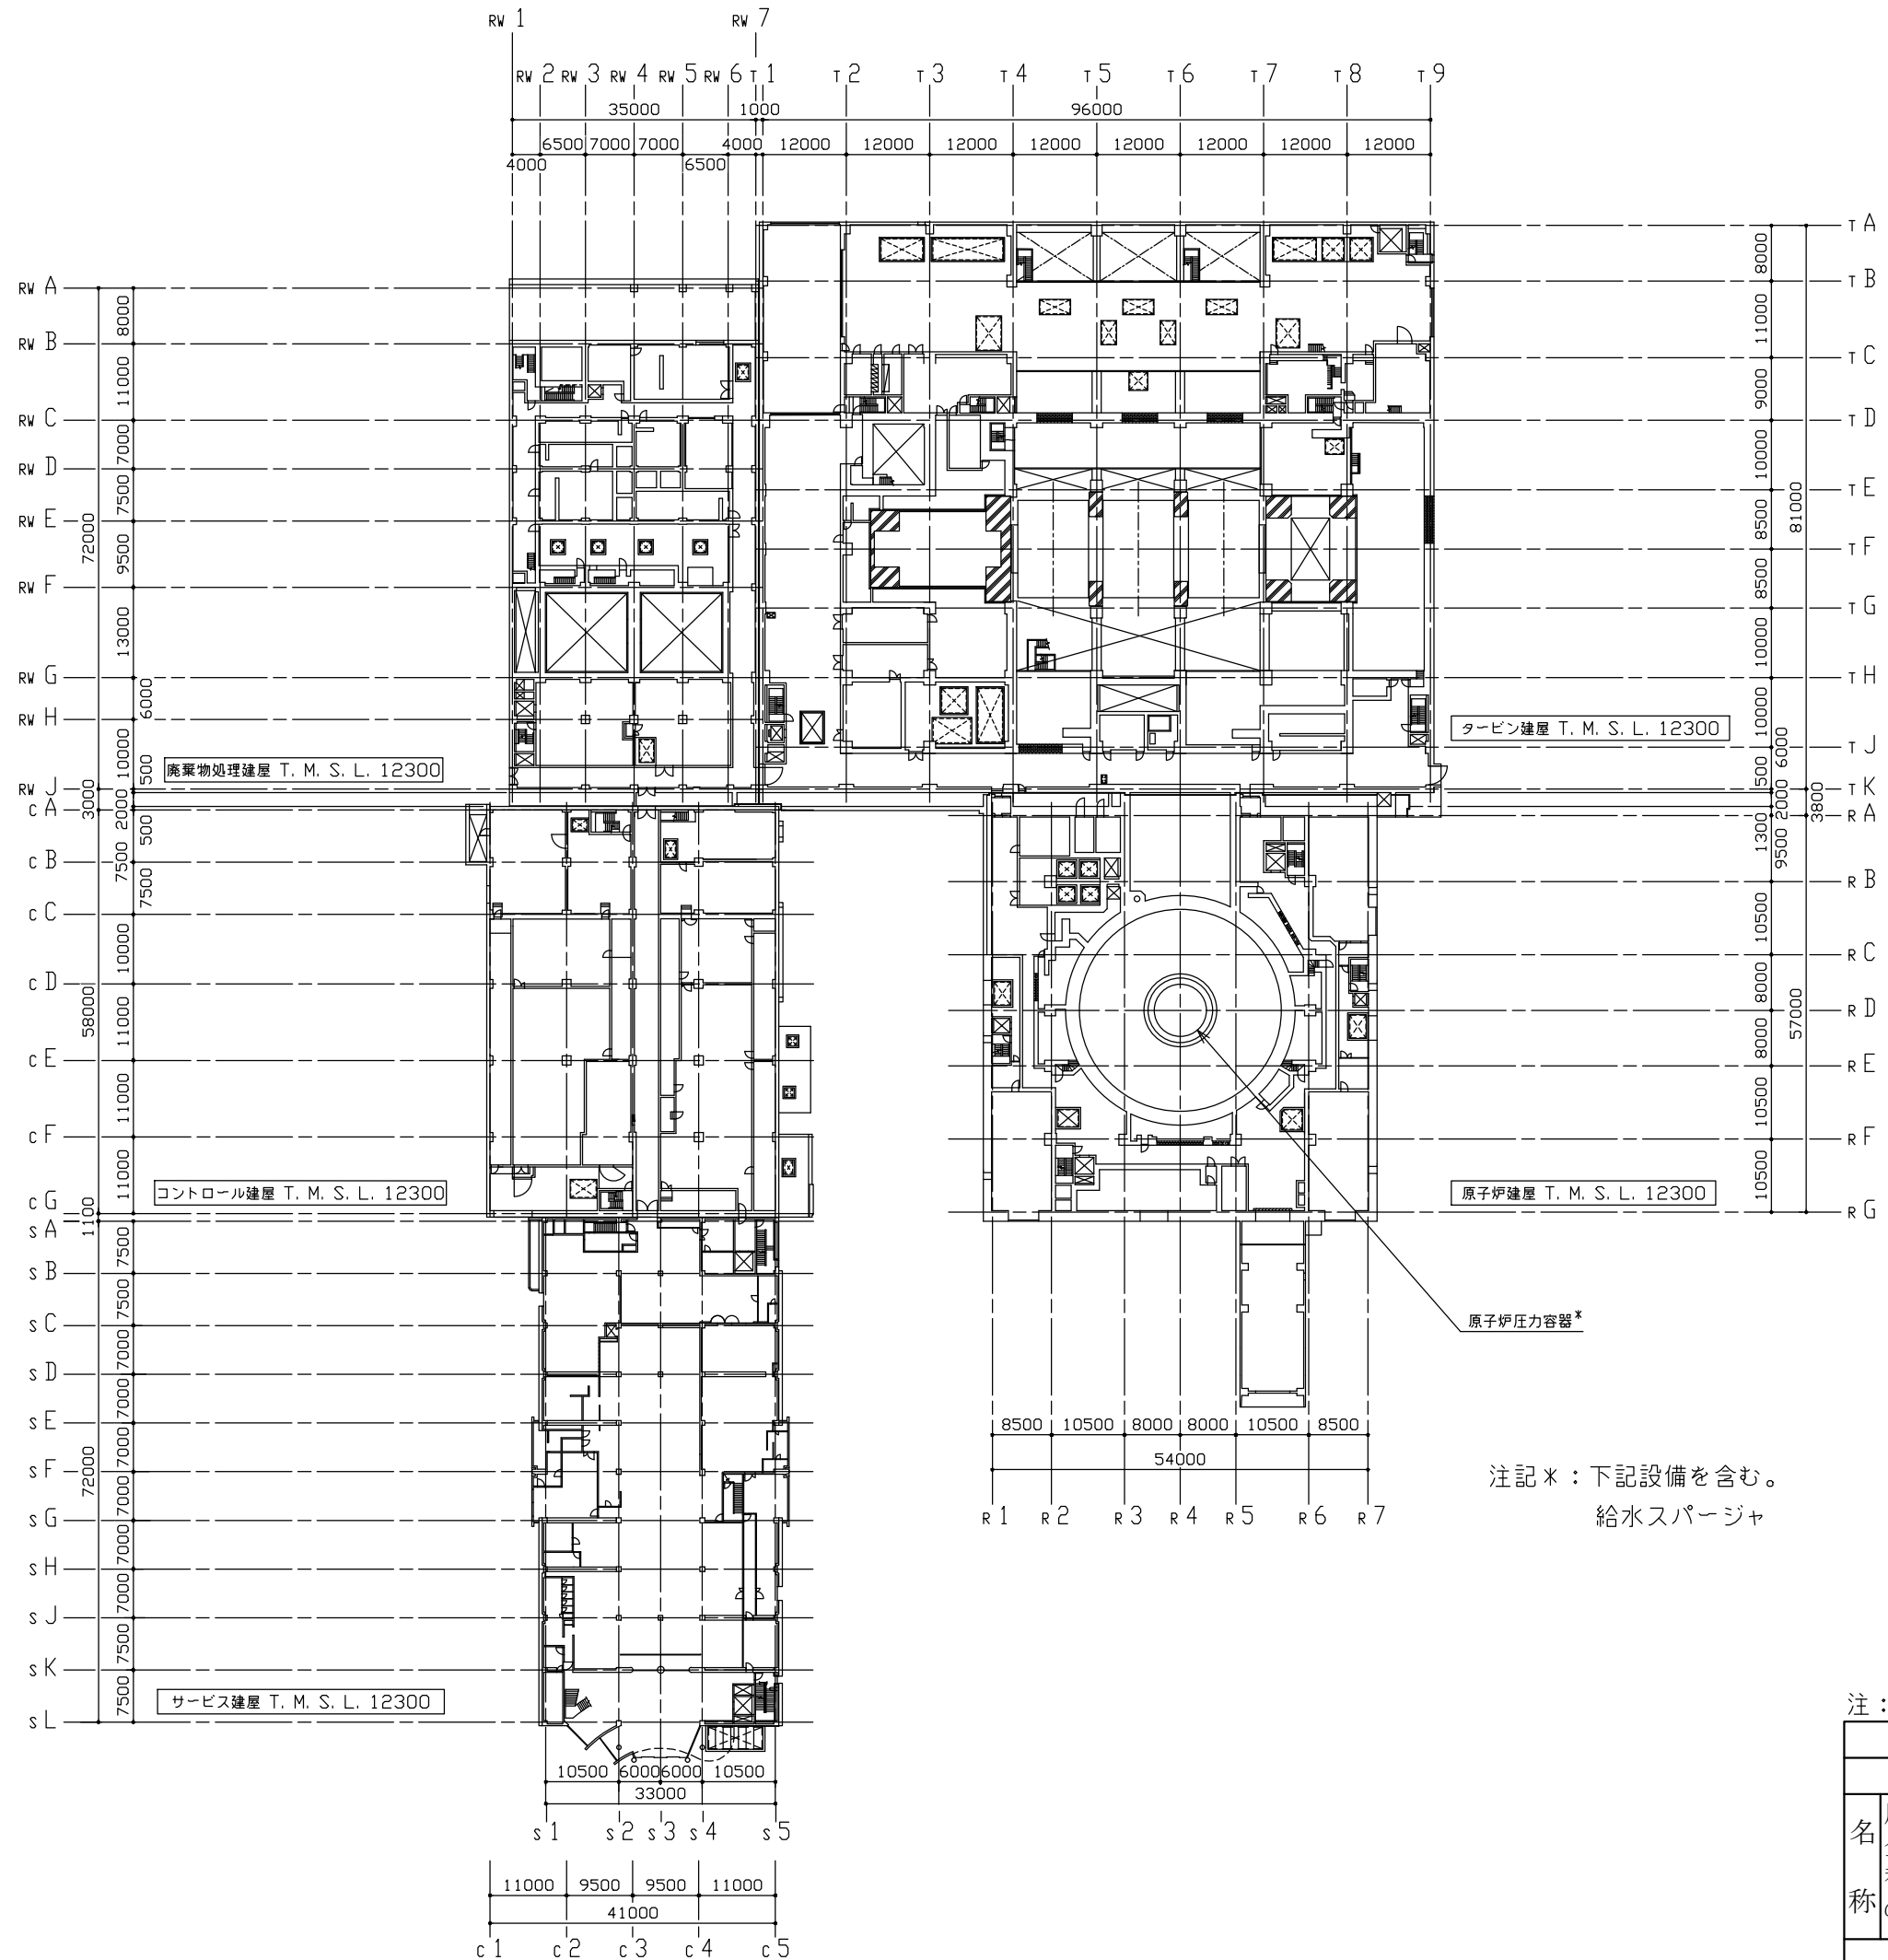 RW 1 RW 7
RW 2 RW 3 RW 4 RW 5 RW 6 T 1 T 2 T 3 T 4 T 5 T 6 T 7 T 8 T 9
35000 1000 96000
6500 7000 7000 4000 12000 12000 12000 12000 12000 12000 12000 12000
4000 6500
RW A
RW B
RW C
RW D
RW E
RW F
RW G
RW H
RW J
8000
11000
7000
7500
9500
13000
6000
10000
500
72000
3000
2000
500
廃棄物処理建屋 T. M. S. L. 12300
T A
T B
T C
T D
T E
T F
T G
T H
T J
T K
8000
11000
9000
10000
8500
8500
10000
10000
6000
500
81000
2000
3800
1300
タービン建屋 T. M. S. L. 12300
C A
C B
C C
C D
C E
C F
C G
7500
7500
10000
11000
11000
11000
58000
1100
コントロール建屋 T. M. S. L. 12300
R A
R B
R C
R D
R E
R F
R G
9500
10500
8000
8000
10500
10500
57000
原子炉建屋 T. M. S. L. 12300
原子炉圧力容器*
S A
S B
S C
S D
S E
S F
S G
S H
S J
S K
S L
7500
7500
7000
7000
7000
7000
7000
7000
7500
7500
72000
サービス建屋 T. M. S. L. 12300
8500 10500 8000 8000 10500 8500
54000
R 1 R 2 R 3 R 4 R 5 R 6 R 7
注記*:下記設備を含む。
給水スパージャ
10500 6000 6000 10500
33000
S 1 S 2 S 3 S 4 S 5
11000 9500 9500 11000
41000
C 1 C 2 C 3 C 4 C 5
注:
名
称